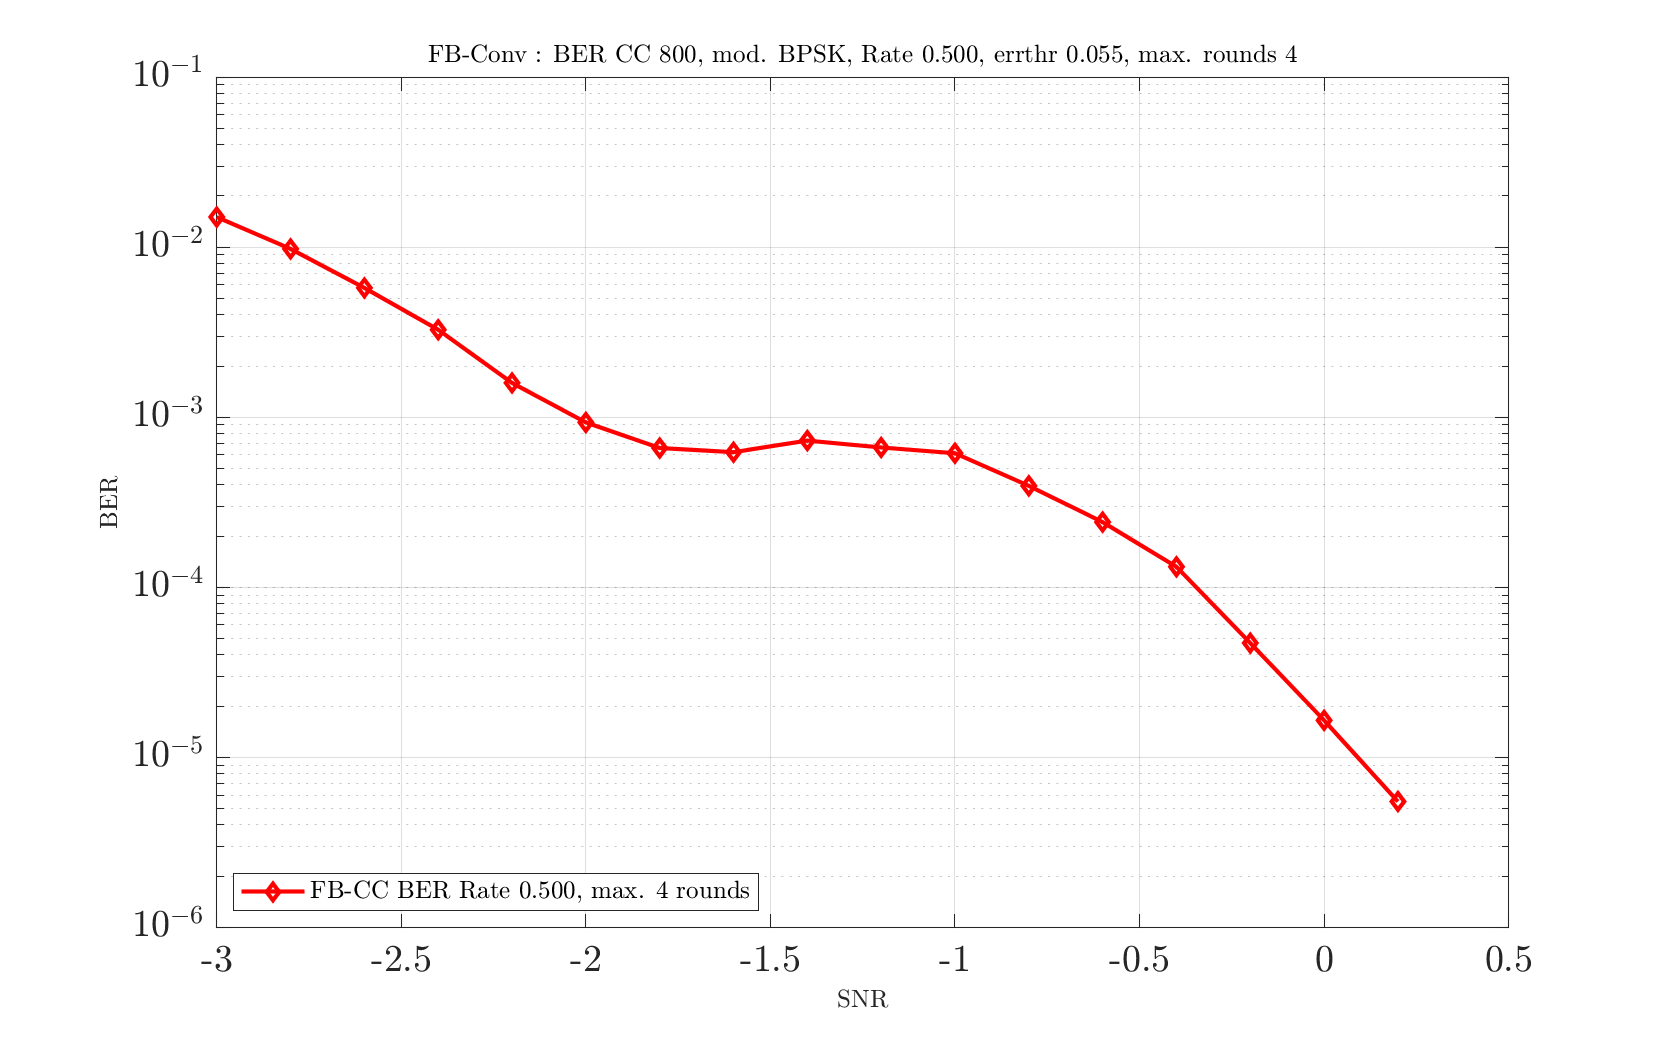 FB-Conv : BER CC 800, mod. BPSK, Rate 0.500, errthr 0.055, max. rounds 4
10^{-1}
10^{-2}
10^{-3}
10^{-4}
10^{-5}
10^{-6}
BER
FB-CC BER Rate 0.500, max. 4 rounds
-3 -2.5 -2 -1.5 -1 -0.5 0 0.5
SNR